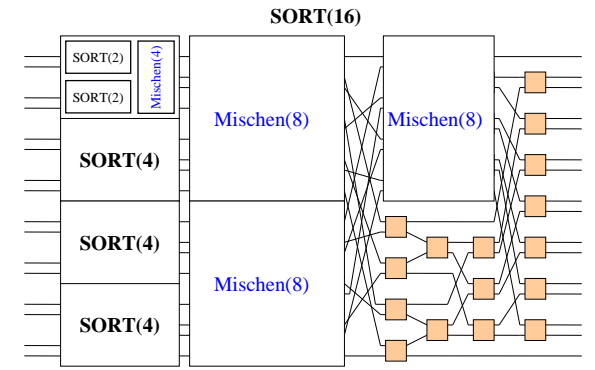 SORT(16)
SORT(2)
Mischen(4)
SORT(2)
Mischen(8)
Mischen(8)
SORT(4)
SORT(4)
Mischen(8)
SORT(4)